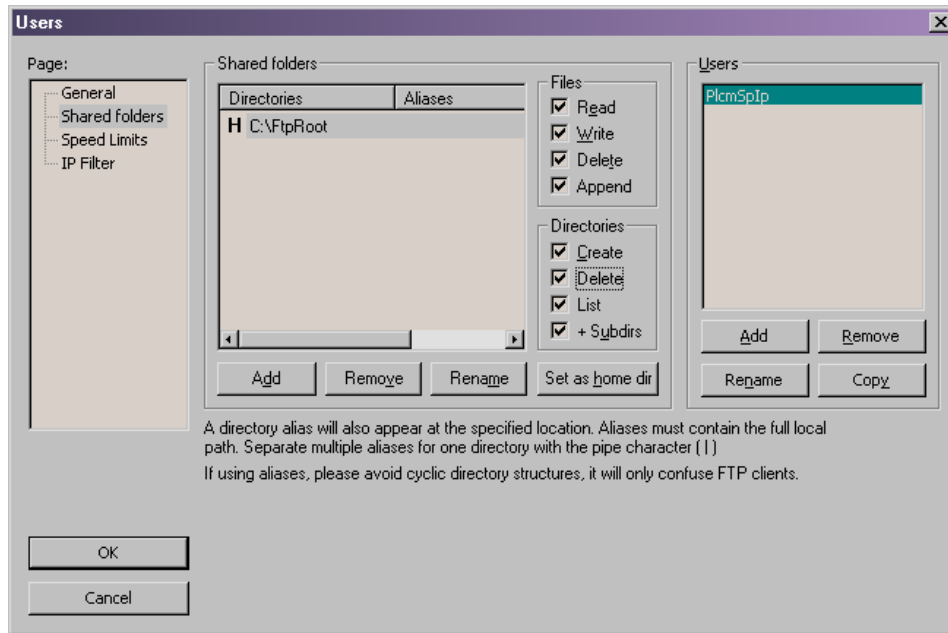 Users
Page:
General
Shared folders
Speed Limits
IP Filter
Shared folders
Directories Aliases
H C:\FtpRoot
Files
Read
Write
Delete
Append
Directories
Create
Delete
List
+ Subdirs
Add Remove Rename Set as home dir
Users
PlcmSpIp
Add Remove
Rename Copy
A directory alias will also appear at the specified location. Aliases must contain the full local
path. Separate multiple aliases for one directory with the pipe character ( | )
If using aliases, please avoid cyclic directory structures, it will only confuse FTP clients.
OK
Cancel